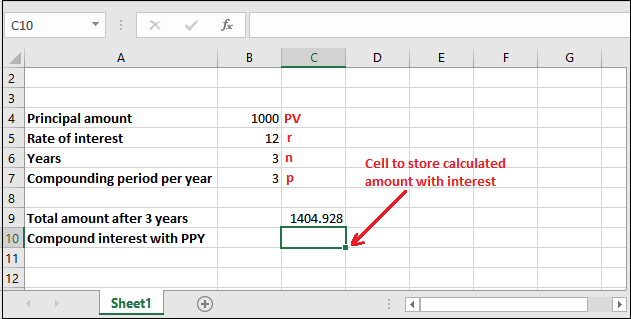 C10 fx
A B C D E F G
2
3
4 Principal amount 1000 PV
5 Rate of interest 12 r
6 Years 3 n
7 Compounding period per year 3 p
Cell to store calculated
amount with interest
8
9 Total amount after 3 years 1404.928
10 Compound interest with PPY
11
12
Sheet1